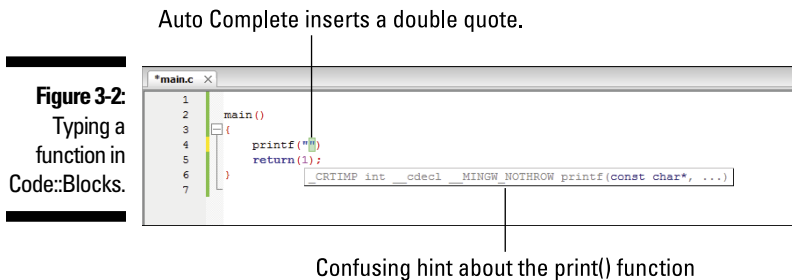 Auto Complete inserts a double quote.
Figure 3-2:
Typing a
function in
Code::Blocks.
*main.c ×
1
2 main()
3 {
4 printf("")
5 return(1);
6 }
7
_CRTIMP int __cdecl __MINGW_NOTHROW printf(const char*, ...)
Confusing hint about the print() function